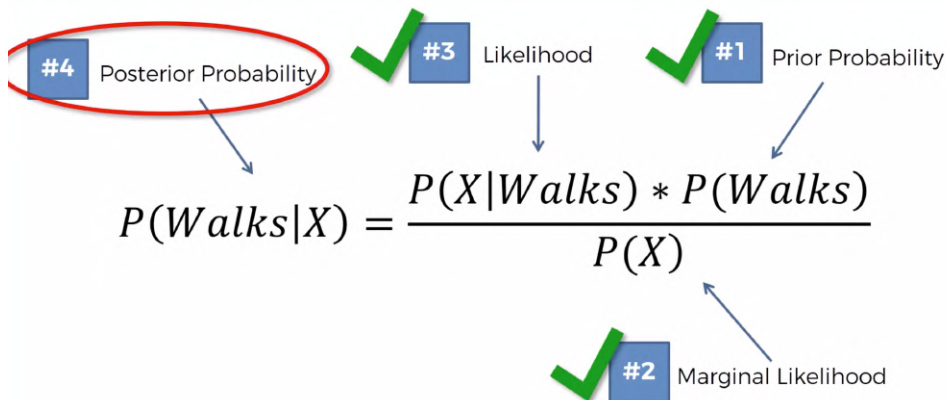 #4 Posterior Probability
#3 Likelihood
#1 Prior Probability
P(Walks|X) = P(X|Walks) * P(Walks)
P(X)
#2 Marginal Likelihood